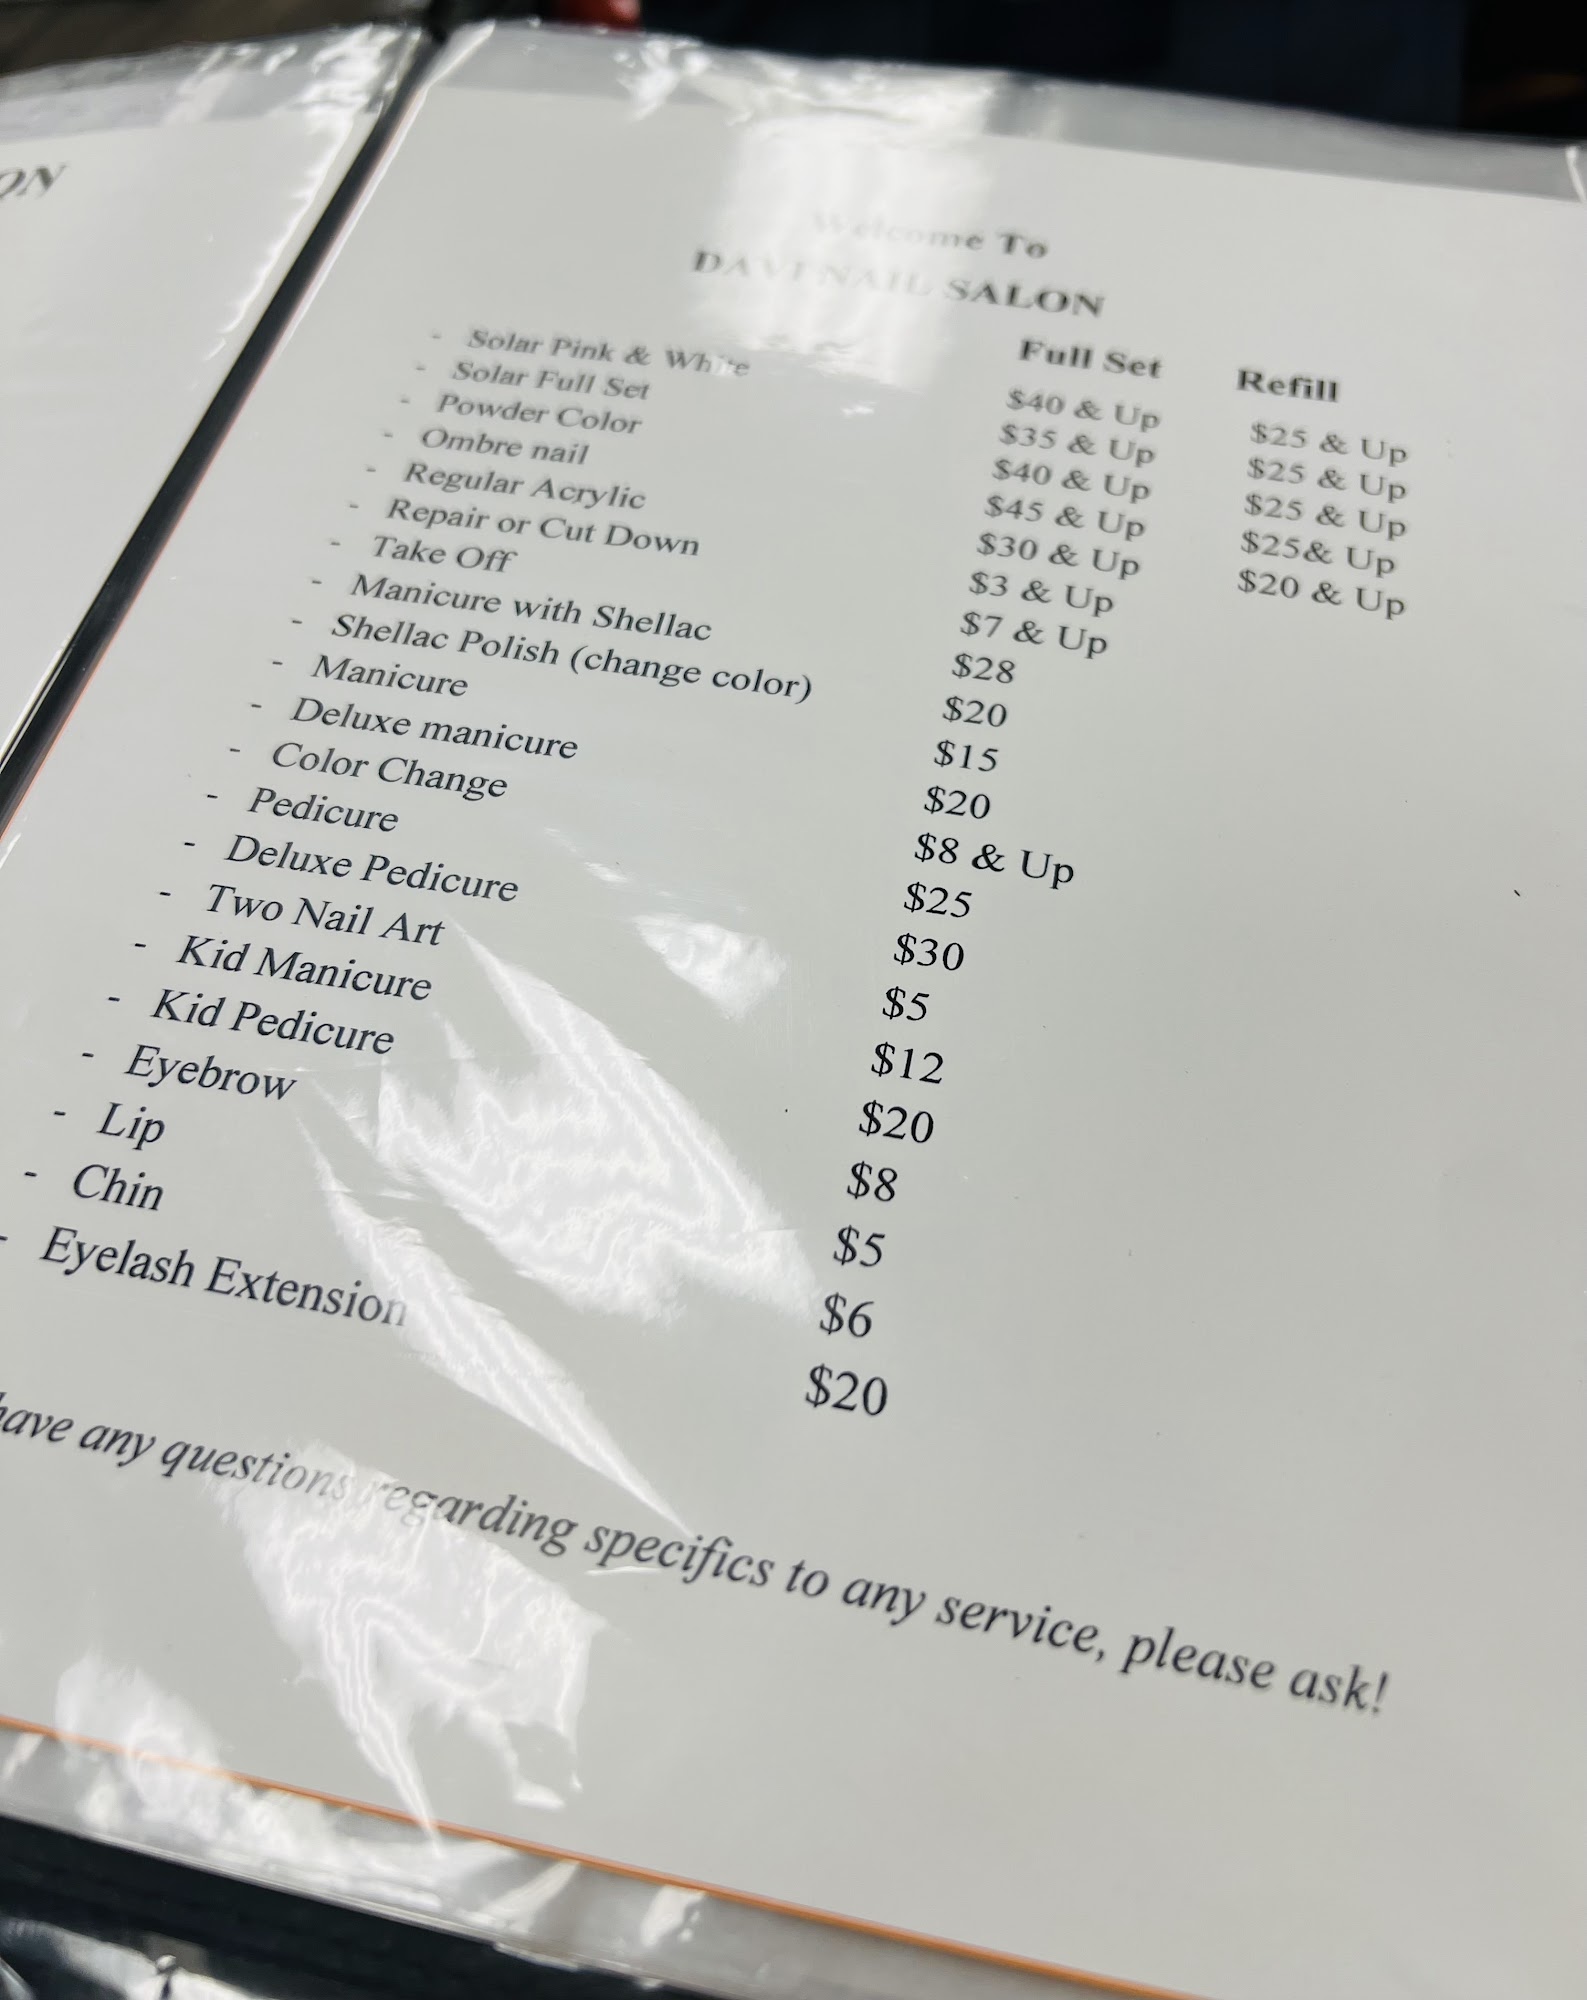 ON
Welcome To
DAVI NAIL SALON
Full Set Refill
- Solar Pink & White $40 & Up $25 & Up
- Solar Full Set $35 & Up $25 & Up
- Powder Color $40 & Up $25 & Up
- Ombre nail $45 & Up $25& Up
- Regular Acrylic $30 & Up $20 & Up
- Repair or Cut Down $3 & Up
- Take Off $7 & Up
- Manicure with Shellac $28
- Shellac Polish (change color) $20
- Manicure $15
- Deluxe manicure $20
- Color Change $8 & Up
- Pedicure $25
- Deluxe Pedicure $30
- Two Nail Art $5
- Kid Manicure $12
- Kid Pedicure $20
- Eyebrow $8
- Lip $5
- Chin $6
- Eyelash Extension $20
have any questions regarding specifics to any service, please ask!